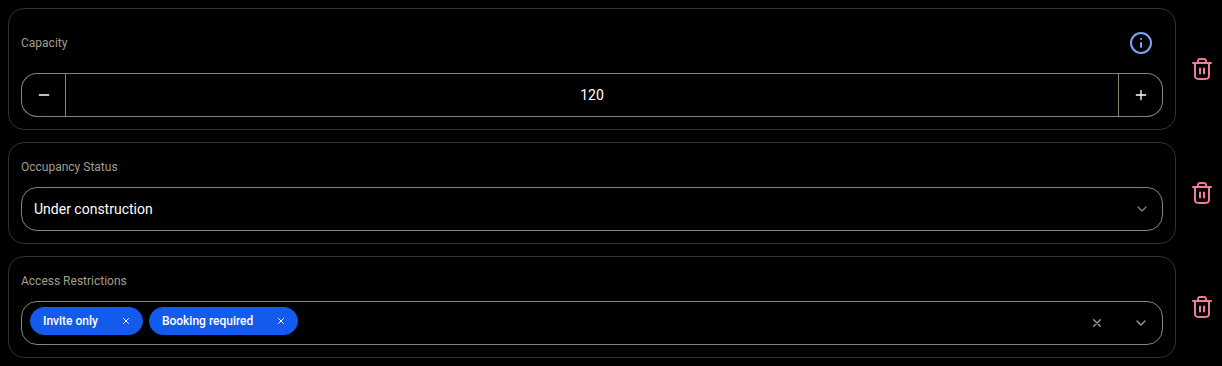 Capacity
120
Occupancy Status
Under construction
Access Restrictions
Invite only Booking required